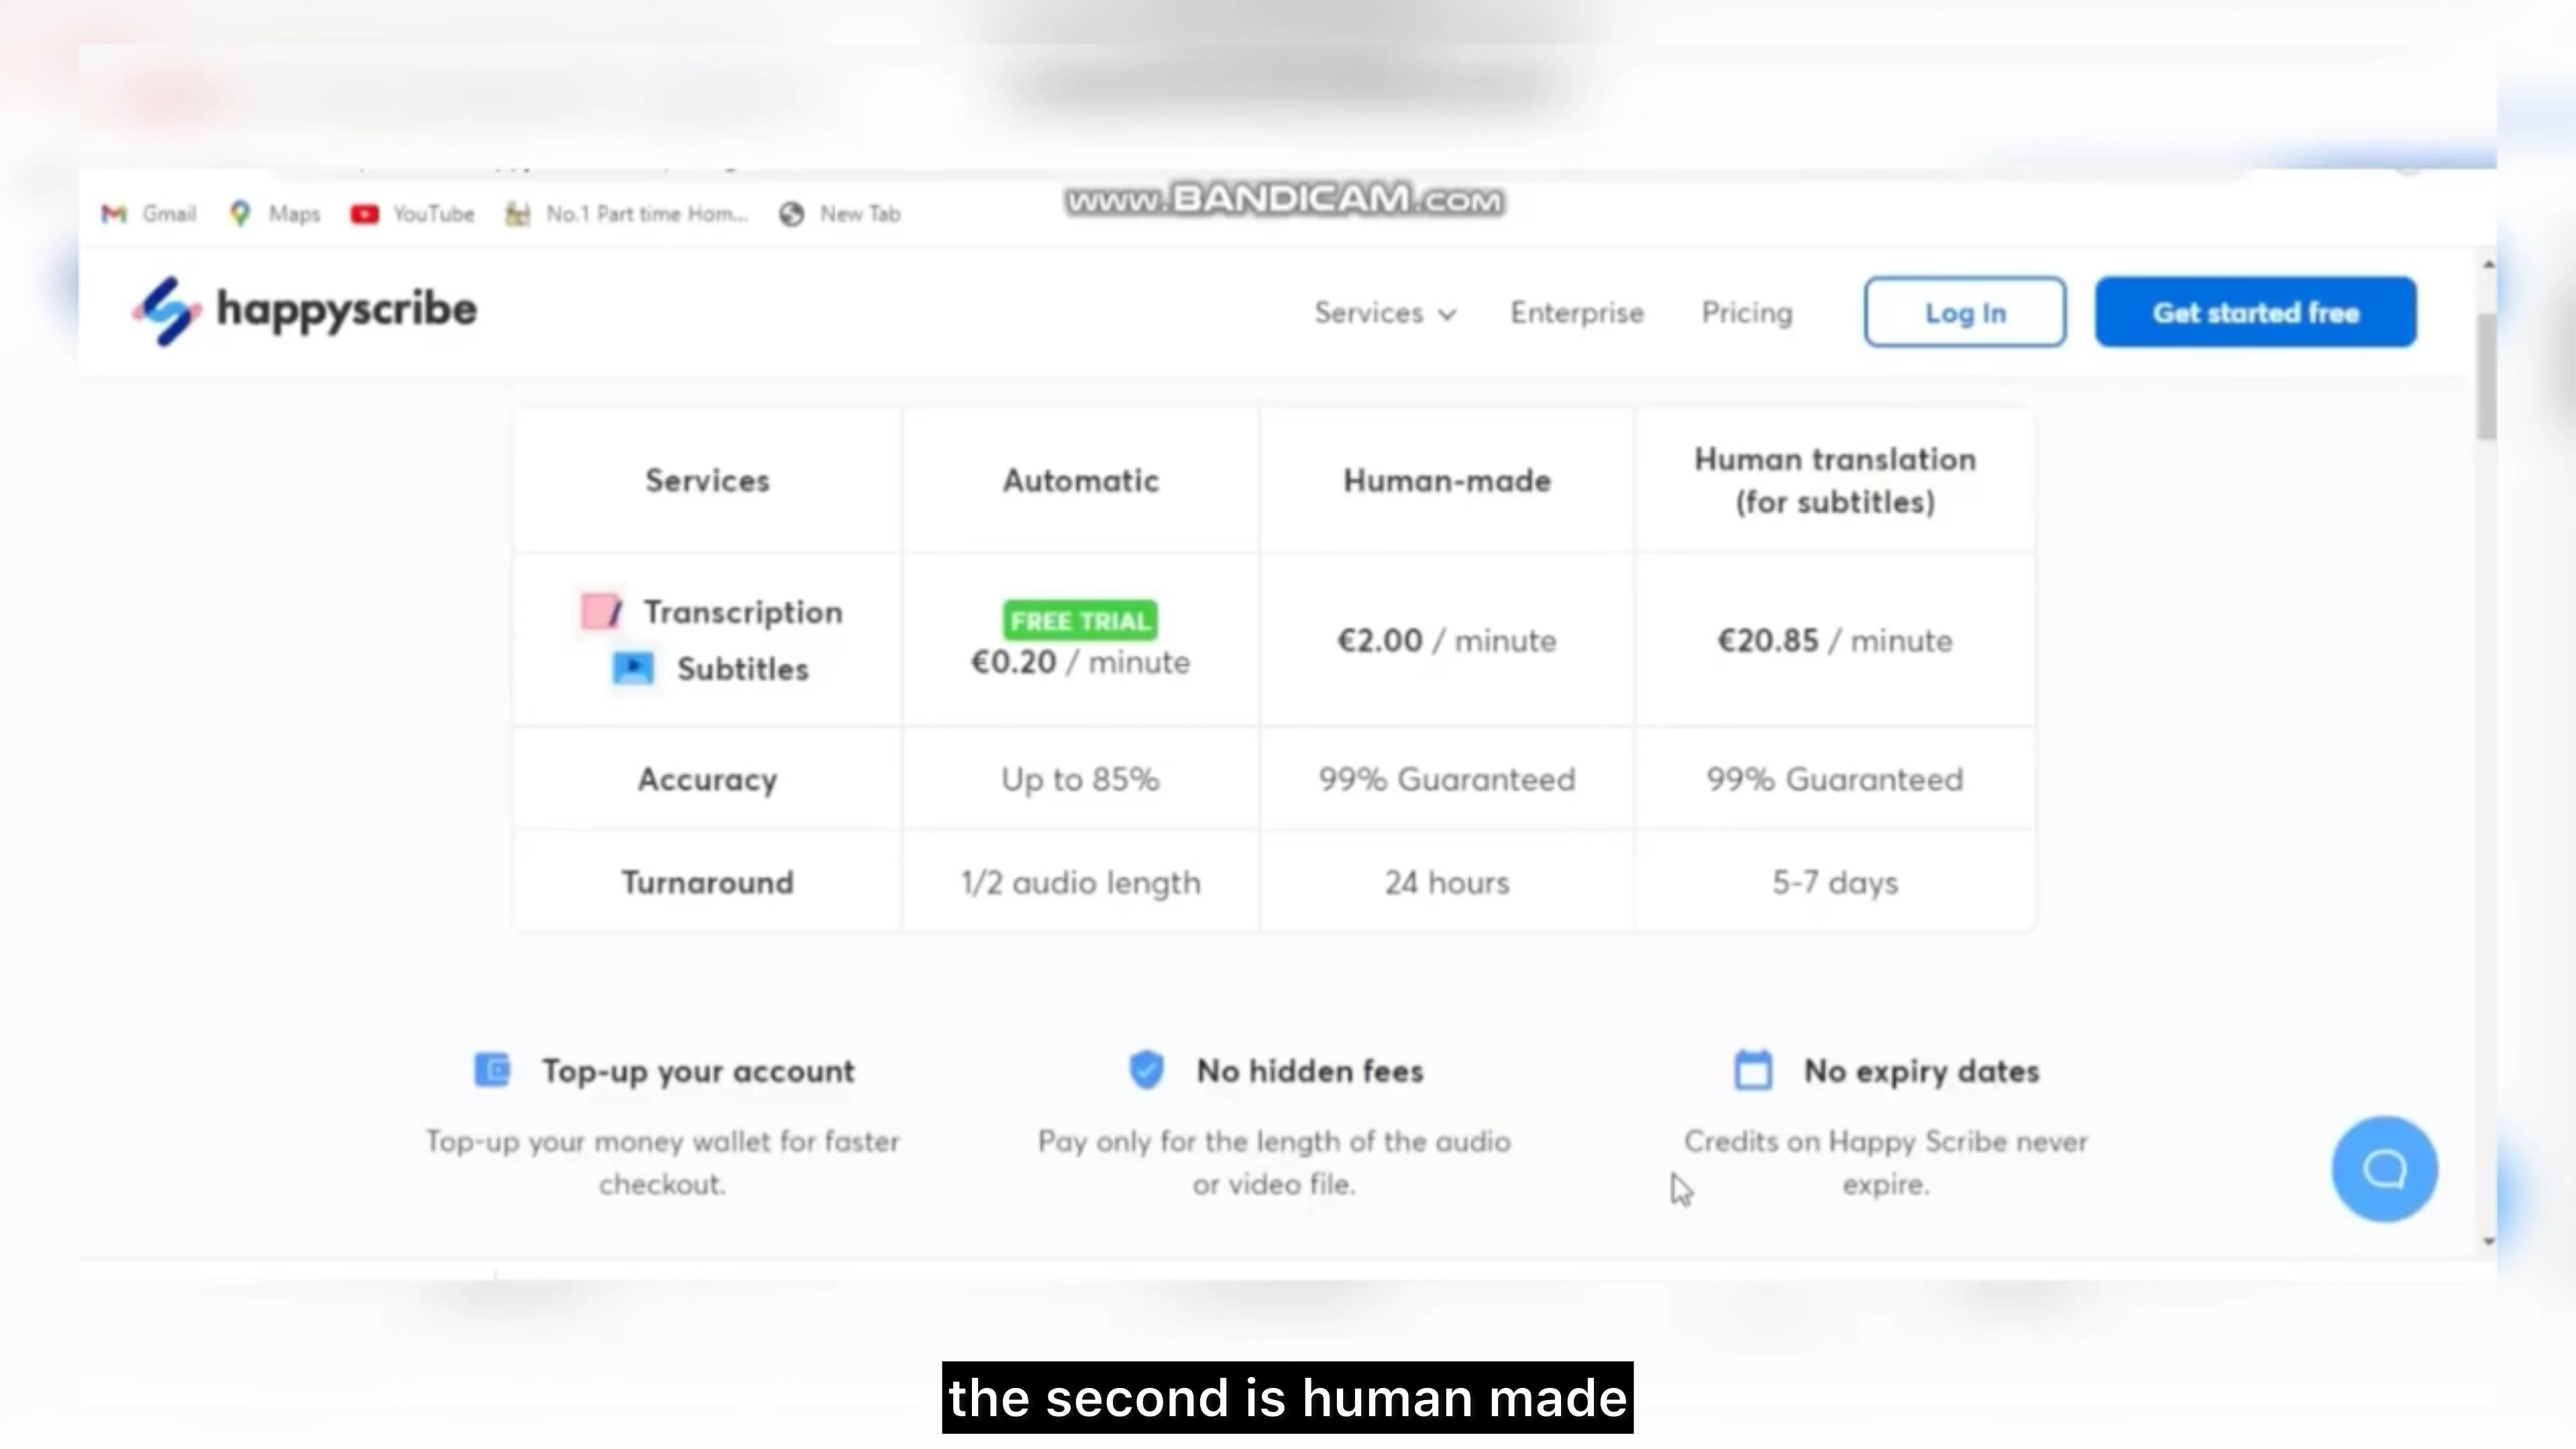 www.BANDICAM.com
Gmail Maps YouTube No.1 Part time Hom... New Tab
happyscribe Services Enterprise Pricing Log In Get started free
Services Automatic Human-made Human translation
(for subtitles)
Transcription
Subtitles
FREE TRIAL
€0.20 / minute
€2.00 / minute
€20.85 / minute
Accuracy Up to 85% 99% Guaranteed 99% Guaranteed
Turnaround 1/2 audio length 24 hours 5-7 days
Top-up your account
Top-up your money wallet for faster
checkout.
No hidden fees
Pay only for the length of the audio
or video file.
No expiry dates
Credits on Happy Scribe never
expire.
the second is human made